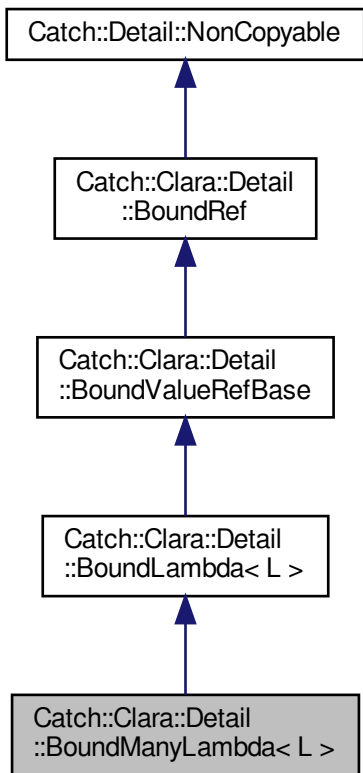 Catch::Detail::NonCopyable
Catch::Clara::Detail
::BoundRef
Catch::Clara::Detail
::BoundValueRefBase
Catch::Clara::Detail
::BoundLambda< L >
Catch::Clara::Detail
::BoundManyLambda< L >